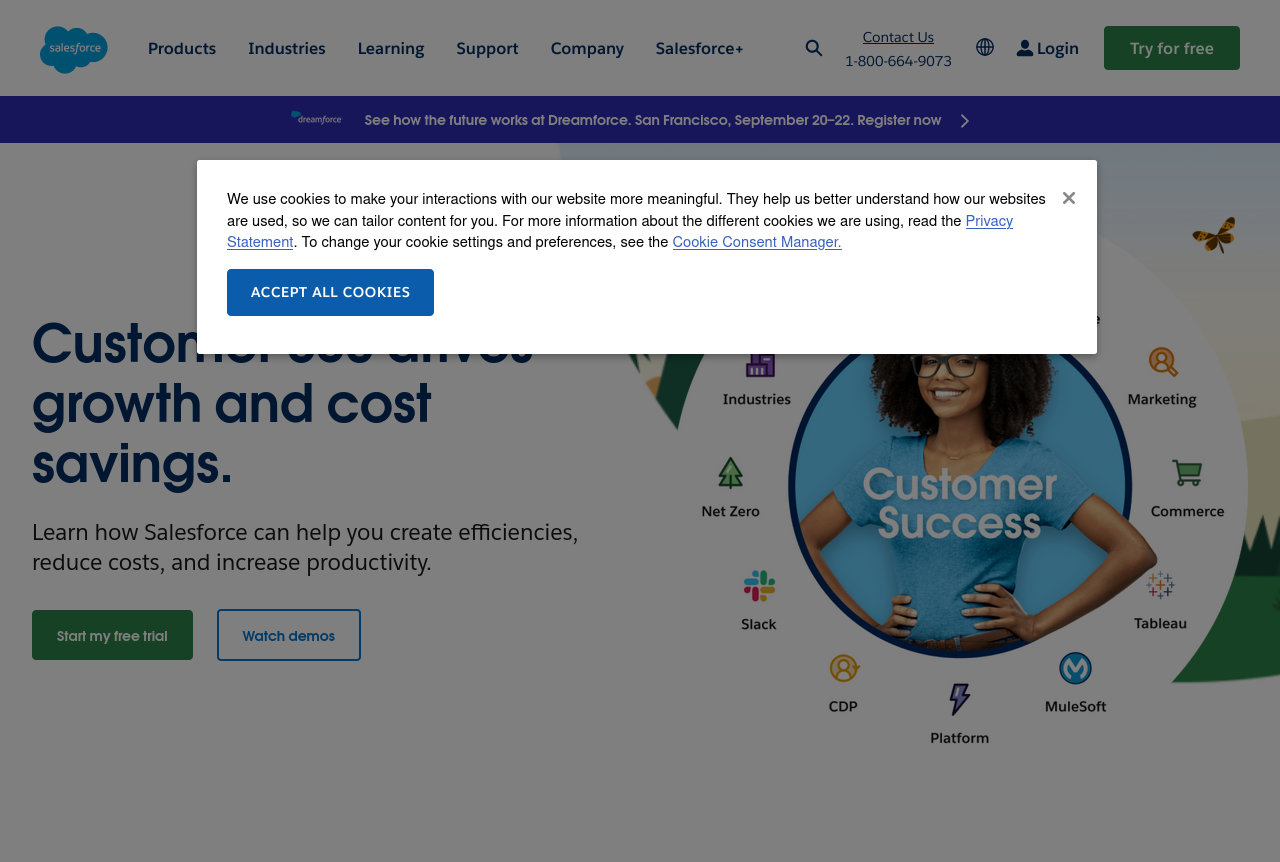 salesforce
Products
Industries
Learning
Support
Company
Salesforce+
Contact Us
1-800-664-9073
Login
Try for free
dreamforce
See how the future works at Dreamforce. San Francisco, September 20–22. Register now
We use cookies to make your interactions with our website more meaningful. They help us better understand how our websites
are used, so we can tailor content for you. For more information about the different cookies we are using, read the Privacy
Statement. To change your cookie settings and preferences, see the Cookie Consent Manager.
ACCEPT ALL COOKIES
growth and cost
savings.
Learn how Salesforce can help you create efficiencies,
reduce costs, and increase productivity.
Start my free trial
Watch demos
Industries
Marketing
Net Zero
Customer
Success
Commerce
Slack
Tableau
CDP
MuleSoft
Platform